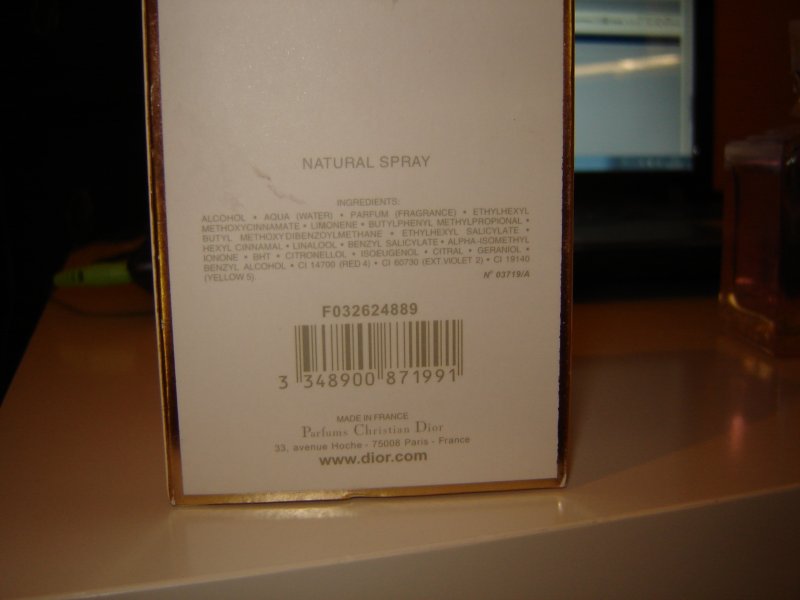 NATURAL SPRAY
INGREDIENTS:
ALCOHOL • AQUA (WATER) • PARFUM (FRAGRANCE) • ETHYLHEXYL
METHOXYCINNAMATE • LIMONENE • BUTYLPHENYL METHYLPROPIONAL •
BUTYL METHOXYDIBENZOYLMETHANE • ETHYLHEXYL SALICYLATE •
HEXYL CINNAMAL • LINALOOL • BENZYL SALICYLATE • ALPHA-ISOMETHYL
IONONE • BHT • CITRONELLOL • ISOEUGENOL • CITRAL • GERANIOL •
BENZYL ALCOHOL • CI 14700 (RED 4) • CI 60730 (EXT. VIOLET 2) • CI 19140
(YELLOW 5). N° 03719/A
F032624889
3 348900 871991
MADE IN FRANCE
Parfums Christian Dior
33, avenue Hoche - 75008 Paris - France
www.dior.com